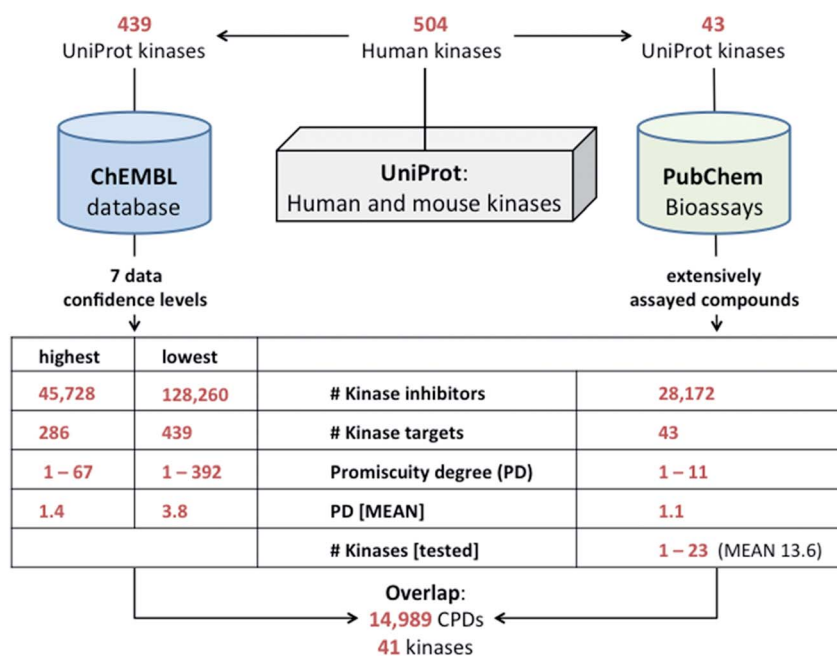 439 504 43
UniProt kinases Human kinases UniProt kinases
ChEMBL
database
UniProt:
Human and mouse kinases
PubChem
Bioassays
7 data
confidence levels
extensively
assayed compounds
highest lowest
45,728 128,260 # Kinase inhibitors 28,172
286 439 # Kinase targets 43
1 – 67 1 – 392 Promiscuity degree (PD) 1 – 11
1.4 3.8 PD [MEAN] 1.1
# Kinases [tested] 1 – 23 (MEAN 13.6)
Overlap:
14,989 CPDs
41 kinases